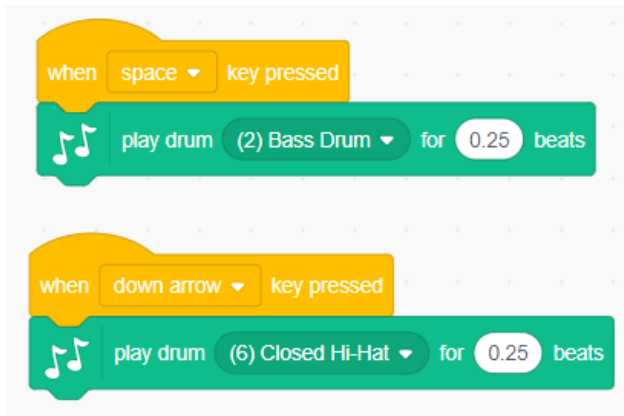 when space key pressed
play drum (2) Bass Drum for 0.25 beats
when down arrow key pressed
play drum (6) Closed Hi-Hat for 0.25 beats